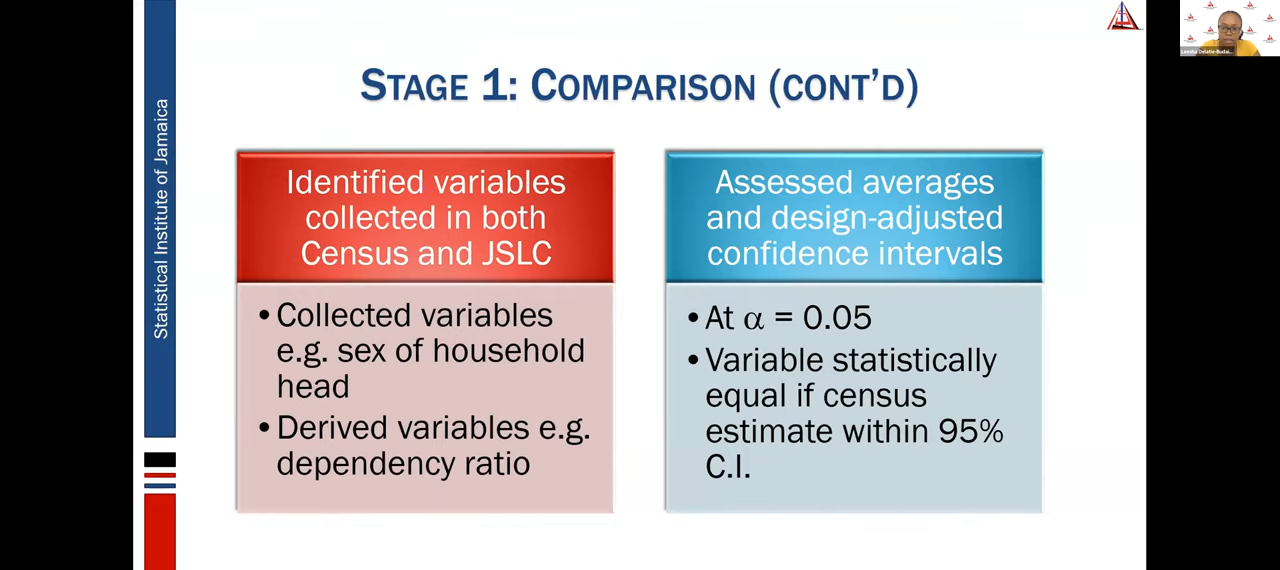 STAGE 1: COMPARISON (CONT'D)
Statistical Institute of Jamaica
Identified variables
collected in both
Census and JSLC
• Collected variables
e.g. sex of household
head
• Derived variables e.g.
dependency ratio
Assessed averages
and design-adjusted
confidence intervals
• At α = 0.05
• Variable statistically
equal if census
estimate within 95%
C.I.